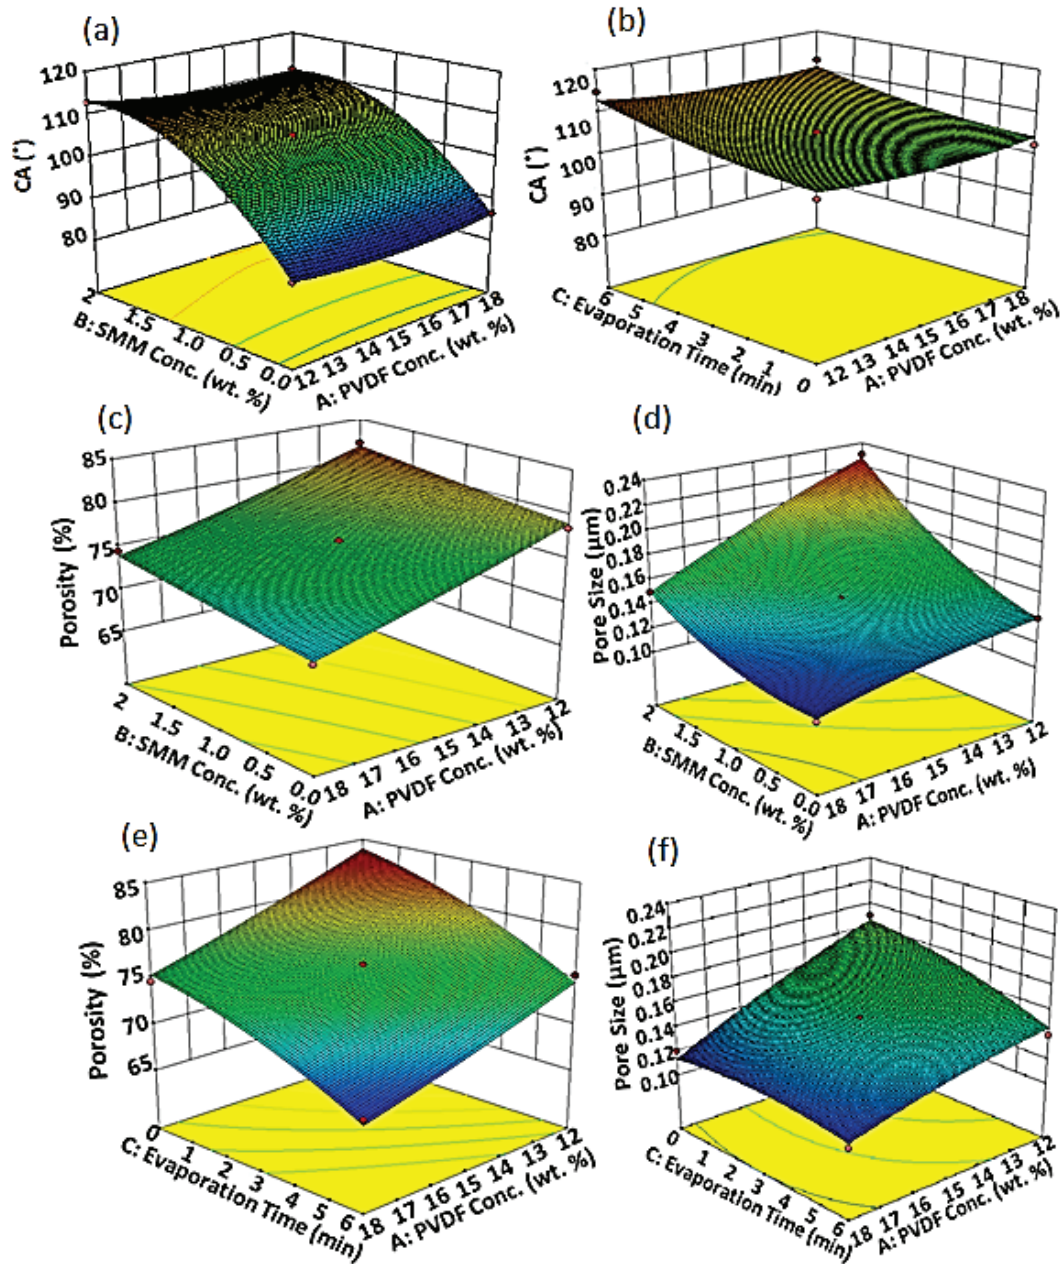 (a)
120
110
100
90
80
CA (°)
2
1.5
1.0
0.5
0.0
B: SMM Conc. (wt. %)
12 13 14 15 16 17 18
A: PVDF Conc. (wt. %)
(b)
120
110
100
90
80
CA (°)
6
5
4
3
2
1
0
C: Evaporation Time (min)
12 13 14 15 16 17 18
A: PVDF Conc. (wt. %)
(c)
85
80
75
70
65
Porosity (%)
2
1.5
1.0
0.5
0.0
B: SMM Conc. (wt. %)
18 17 16 15 14 13 12
A: PVDF Conc. (wt. %)
(d)
0.24
0.22
0.20
0.18
0.16
0.14
0.12
0.10
Pore Size (µm)
2
1.5
1.0
0.5
0.0
B: SMM Conc. (wt. %)
18 17 16 15 14 13 12
A: PVDF Conc. (wt. %)
(e)
85
80
75
70
65
Porosity (%)
0
1
2
3
4
5
6
C: Evaporation Time (min)
18 17 16 15 14 13 12
A: PVDF Conc. (wt. %)
(f)
0.24
0.22
0.20
0.18
0.16
0.14
0.12
0.10
Pore Size (µm)
0
1
2
3
4
5
6
C: Evaporation Time (min)
18 17 16 15 14 13 12
A: PVDF Conc. (wt. %)